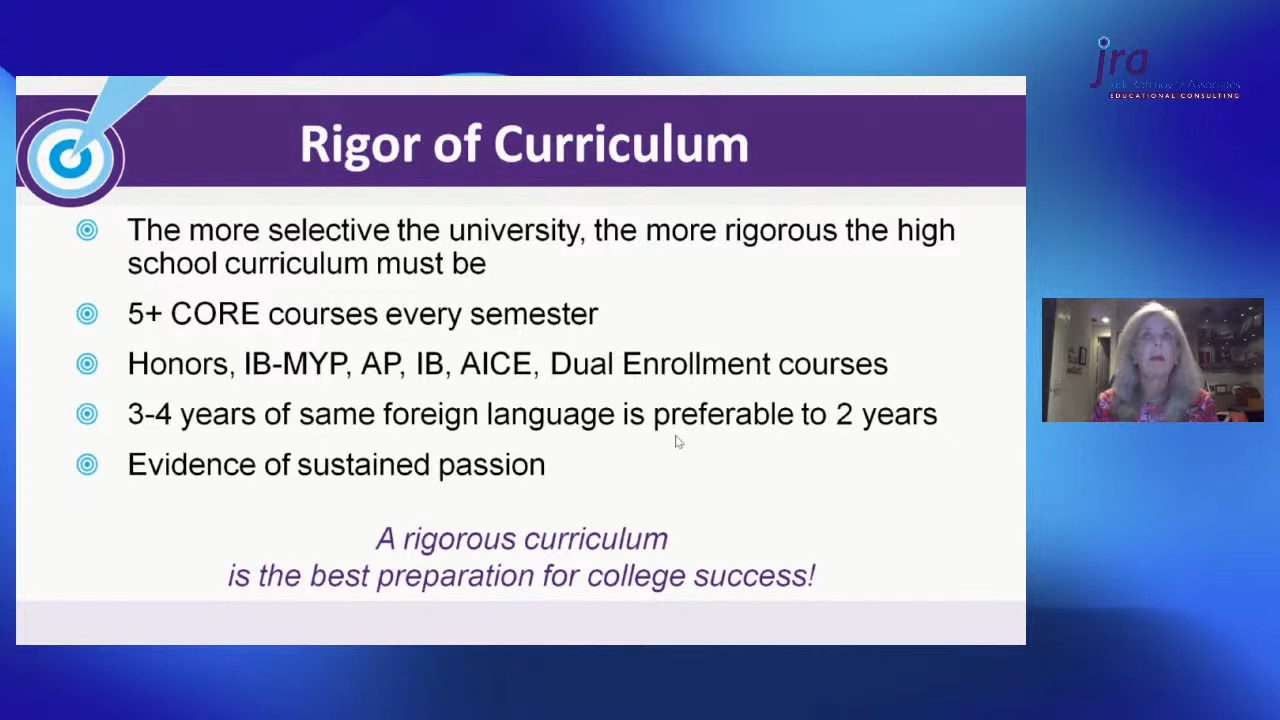 jra
Associates
EDUCATIONAL CONSULTING
Rigor of Curriculum
The more selective the university, the more rigorous the high
school curriculum must be
5+ CORE courses every semester
Honors, IB-MYP, AP, IB, AICE, Dual Enrollment courses
3-4 years of same foreign language is preferable to 2 years
Evidence of sustained passion
A rigorous curriculum
is the best preparation for college success!